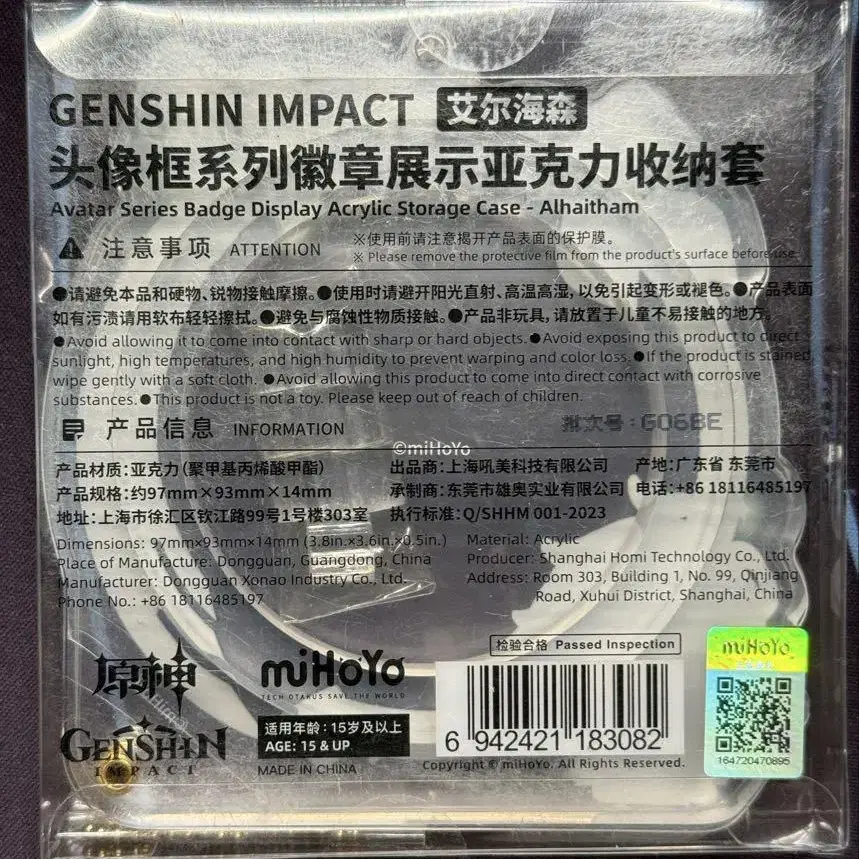 GENSHIN IMPACT 艾尔海森
头像框系列徽章展示亚克力收纳套
Avatar Series Badge Display Acrylic Storage Case - Alhaitham
注意事项 ATTENTION
※使用前请注意揭开产品表面的保护膜。
※ Please remove the protective film from the product's surface before use.
●请避免本品和硬物、锐物接触摩擦。●使用时请避开阳光直射、高温高湿，以免引起变形或褪色。●产品表面
如有污渍请用软布轻轻擦拭。●避免与腐蚀性物质接触。●产品非玩具，请放置于儿童不易接触的地方。
●Avoid allowing it to come into contact with sharp or hard objects. ●Avoid exposing this product to direct
sunlight, high temperatures, and high humidity to prevent warping and color loss. ●If the product is stained,
wipe gently with a soft cloth. ●Avoid allowing this product to come into direct contact with corrosive
substances. ●This product is not a toy. Please keep out of reach of children.
产品信息 INFORMATION
批次号：G06BE
©miHoYo
产品材质：亚克力（聚甲基丙烯酸甲酯） 出品商：上海吼美科技有限公司 产地：广东省 东莞市
产品规格：约97mm×93mm×14mm 承制商：东莞市雄奥实业有限公司 电话：+86 18116485197
地址：上海市徐汇区钦江路99号1号楼303室 执行标准：Q/SHHM 001-2023
Dimensions: 97mm×93mm×14mm (3.8in.×3.6in.×0.5in.) Material: Acrylic
Place of Manufacture: Dongguan, Guangdong, China Producer: Shanghai Homi Technology Co., Ltd.
Manufacturer: Dongguan Xonao Industry Co., Ltd. Address: Room 303, Building 1, No. 99, Qinjiang
Phone No.: +86 18116485197 Road, Xuhui District, Shanghai, China
检验合格 Passed Inspection
原神
GENSHIN
IMPACT
miHoYo
TECH OTAKUS SAVE THE WORLD
适用年龄：15岁及以上
AGE: 15 & UP
MADE IN CHINA
6 942421 183082
Copyright © miHoYo. All Rights Reserved.
miHoYo
164720470895